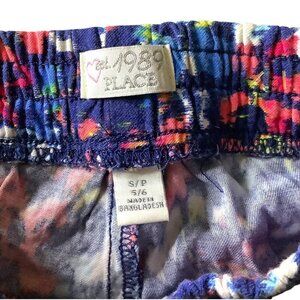 est. 1989
PLACE
S/P
5/6
MADE IN
BANGLADESH